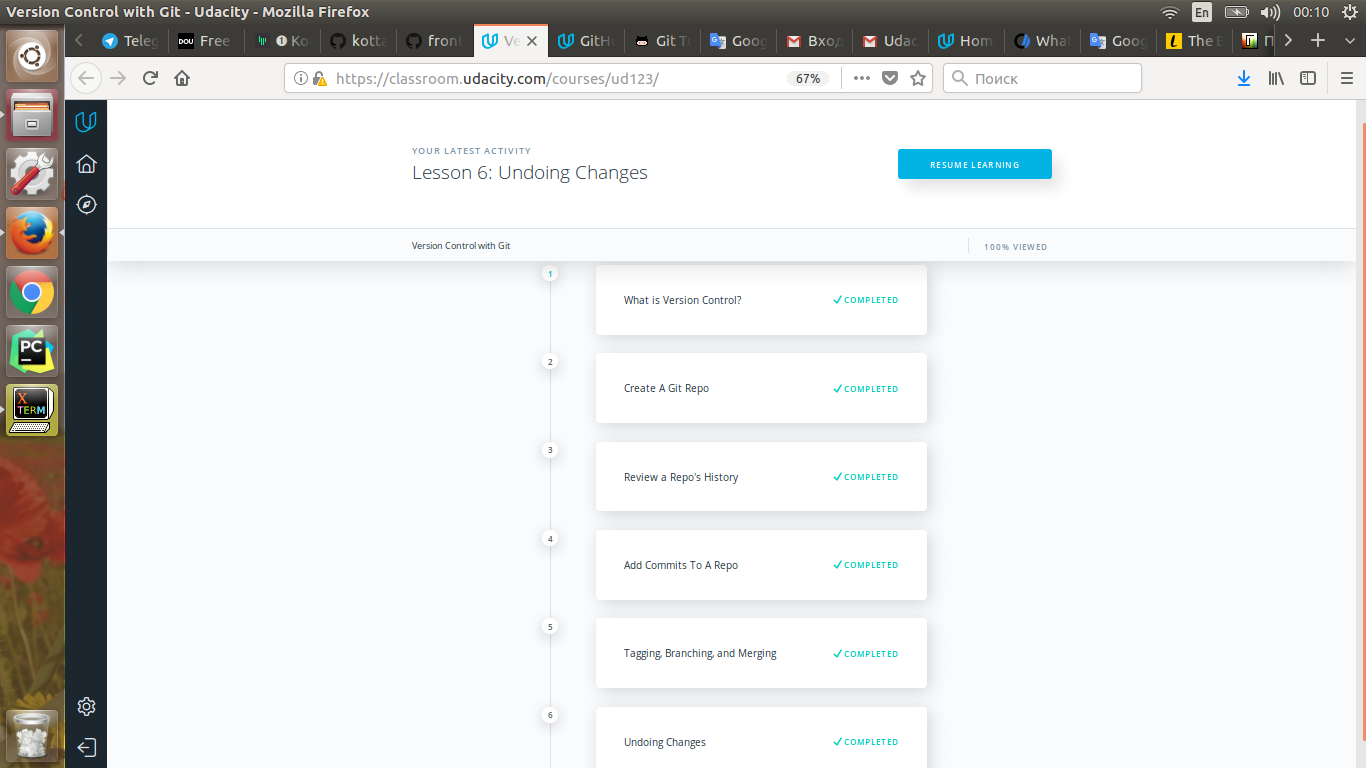 Version Control with Git - Udacity - Mozilla Firefox
En
00:10
Teleg
DOU
Free
Ko
kotta
front
Ve
GitH
Git T
Goog
Вход
Udac
Hom
What
Goog
The E
https://classroom.udacity.com/courses/ud123/
67%
Поиск
YOUR LATEST ACTIVITY
Lesson 6: Undoing Changes
RESUME LEARNING
Version Control with Git
100% VIEWED
1
What is Version Control?
COMPLETED
2
Create A Git Repo
COMPLETED
3
Review a Repo's History
COMPLETED
4
Add Commits To A Repo
COMPLETED
5
Tagging, Branching, and Merging
COMPLETED
6
Undoing Changes
COMPLETED
PC
X
TERM